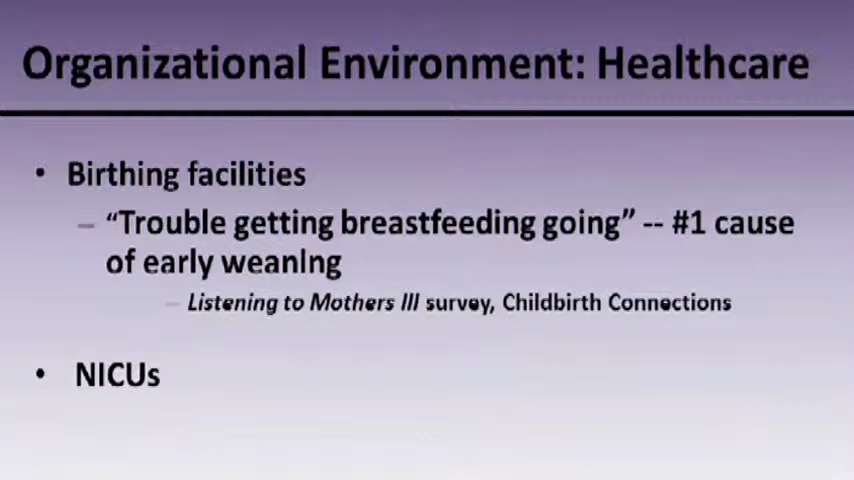 Organizational Environment: Healthcare
• Birthing facilities
– “Trouble getting breastfeeding going” -- #1 cause
of early weaning
– Listening to Mothers III survey, Childbirth Connections
• NICUs